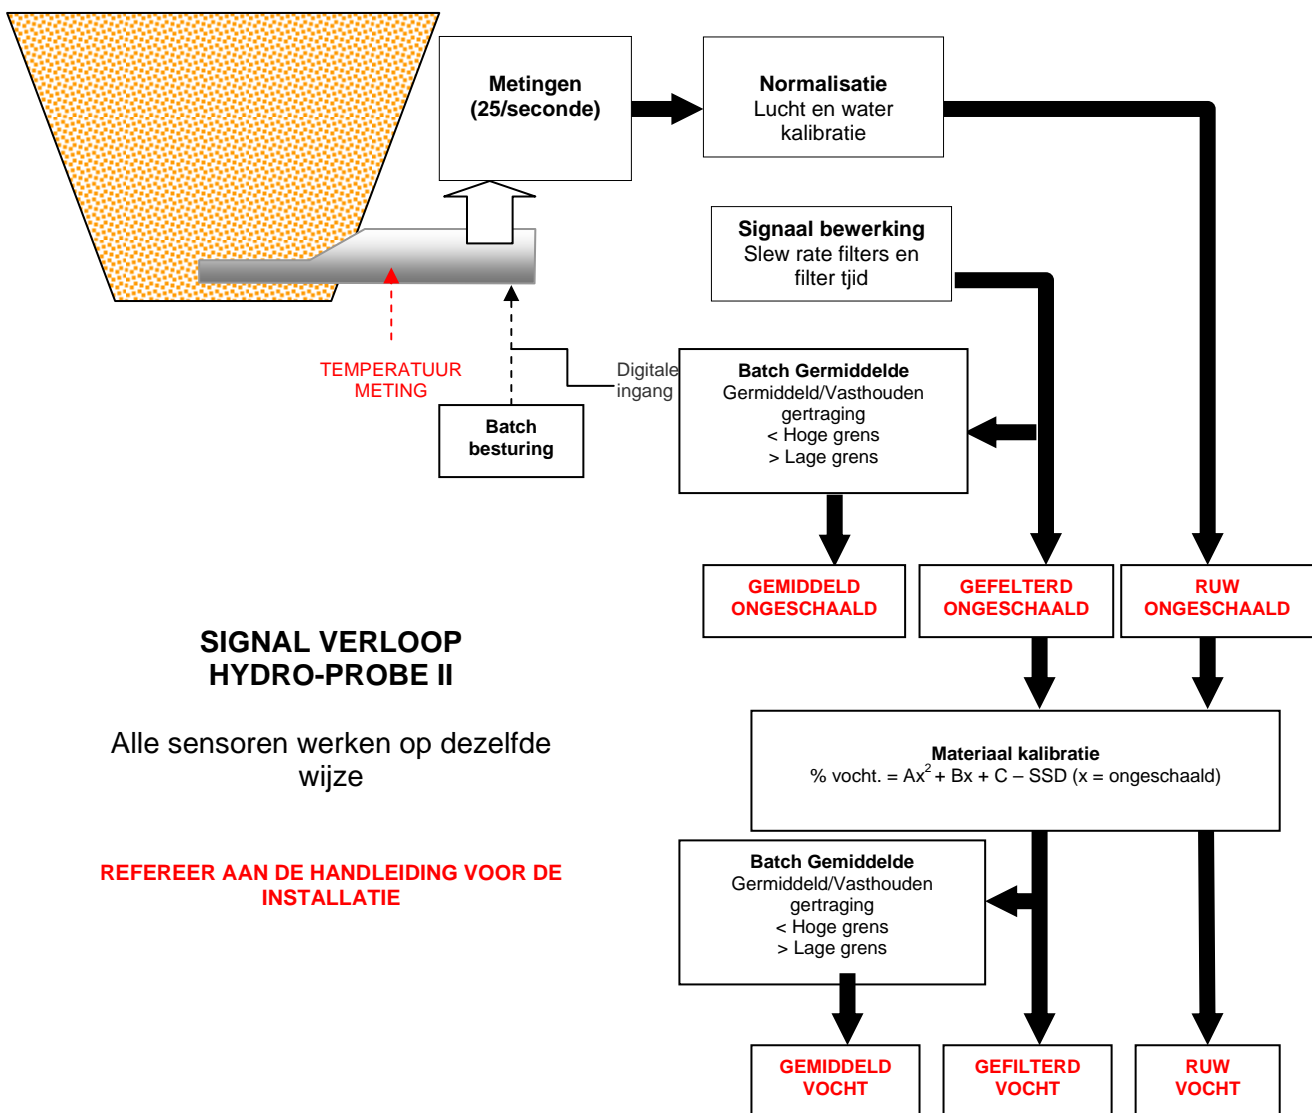 Metingen
(25/seconde)
Normalisatie
Lucht en water
kalibratie
Signaal bewerking
Slew rate filters en
filter tjid
TEMPERATUUR
METING
Digitale
ingang
Batch
besturing
Batch Germiddelde
Germiddeld/Vasthouden
gertraging
< Hoge grens
> Lage grens
GEMIDDELD
ONGESCHAALD
GEFELTERD
ONGESCHAALD
RUW
ONGESCHAALD
SIGNAL VERLOOP
HYDRO-PROBE II
Alle sensoren werken op dezelfde
wijze
REFEREER AAN DE HANDLEIDING VOOR DE
INSTALLATIE
Materiaal kalibratie
% vocht. = Ax² + Bx + C – SSD (x = ongeschaald)
Batch Gemiddelde
Germiddeld/Vasthouden
gertraging
< Hoge grens
> Lage grens
GEMIDDELD
VOCHT
GEFILTERD
VOCHT
RUW
VOCHT